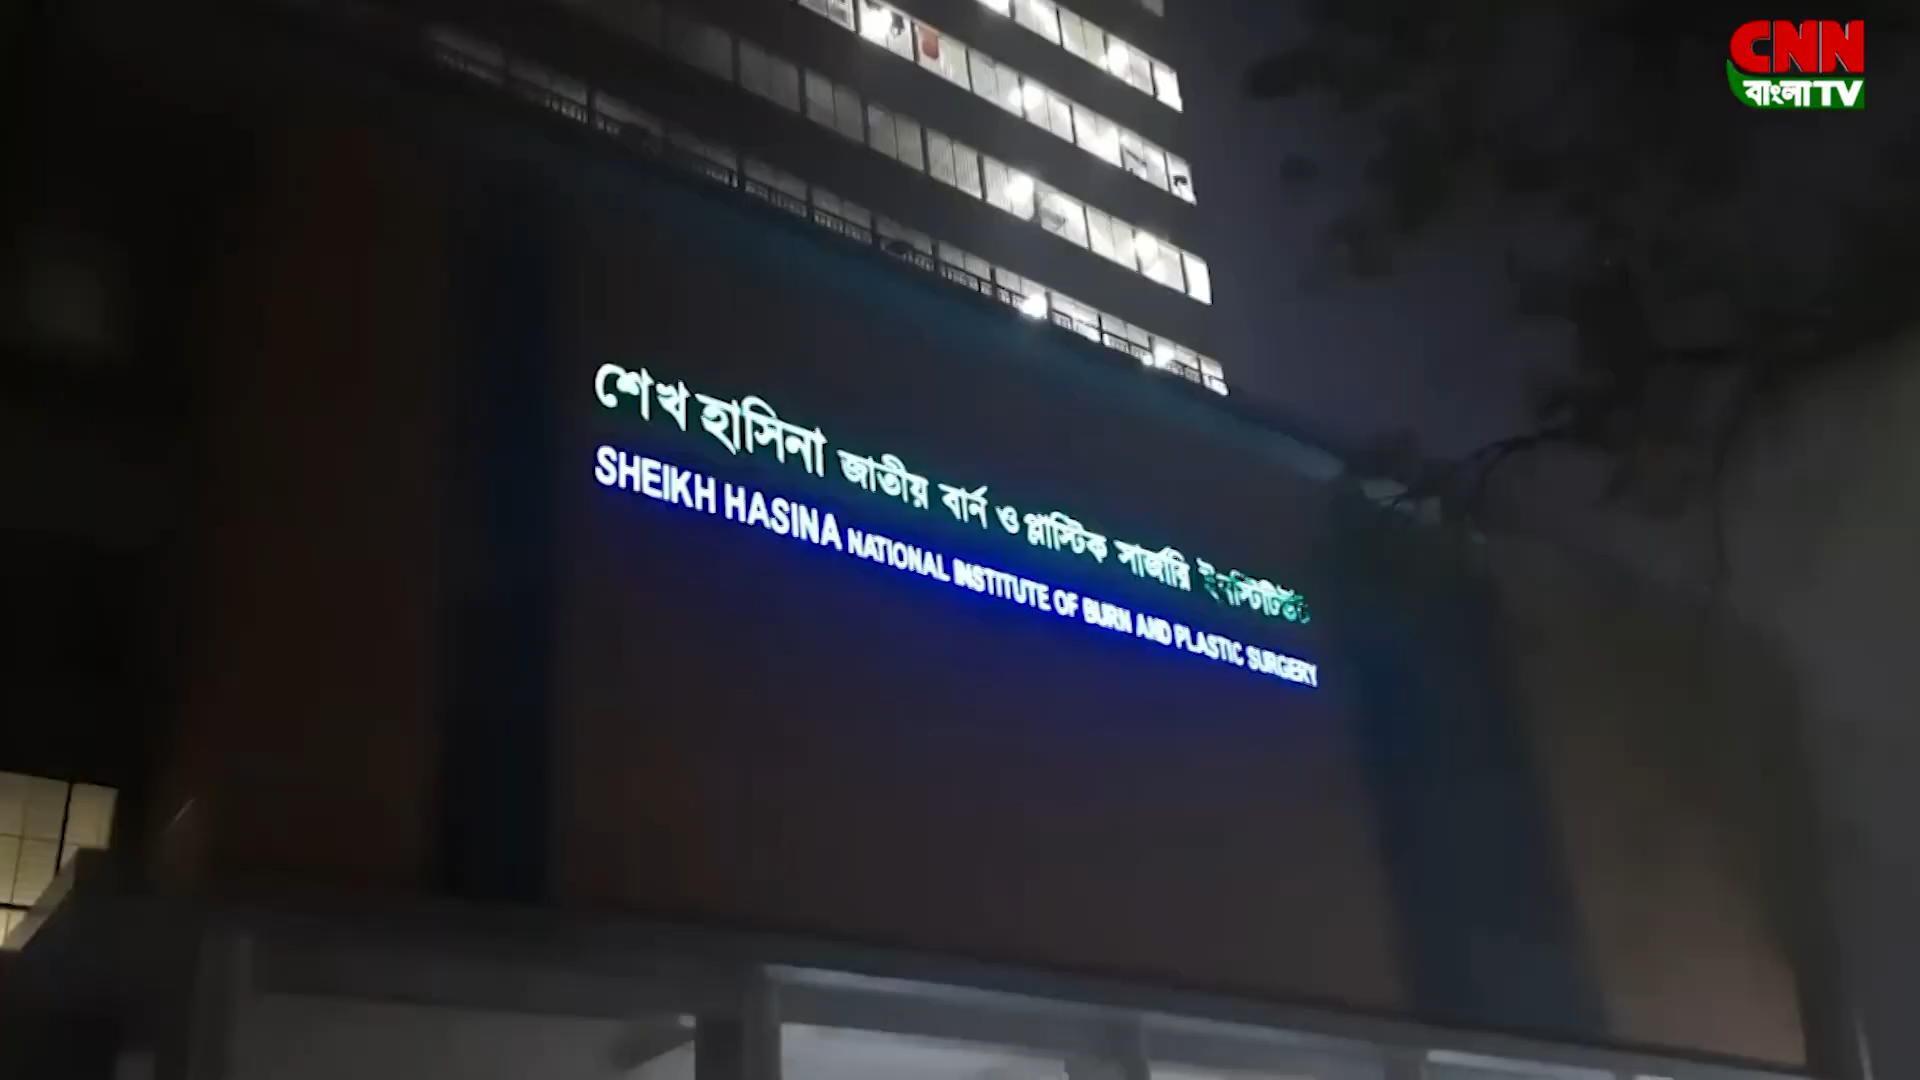 CNN
বাংলা TV
শেখ হাসিনা জাতীয় বার্ন ও প্লাস্টিক সার্জারি ইনস্টিটিউট
SHEIKH HASINA NATIONAL INSTITUTE OF BURN AND PLASTIC SURGERY